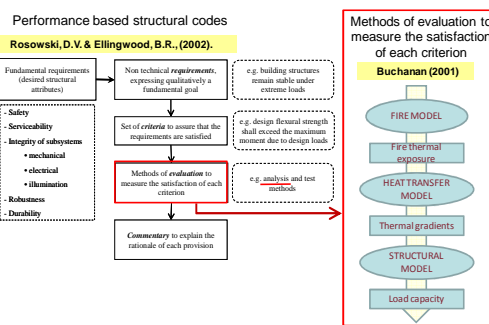 Performance based structural codes
Rosowski, D.V. & Ellingwood, B.R., (2002).
Fundamental requirements
(desired structural
attributes)
- Safety
- Serviceability
- Integrity of subsystems
• mechanical
• electrical
• illumination
- Robustness
- Durability
Non technical requirements,
expressing qualitatively a
fundamental goal
e.g. building structures
remain stable under
extreme loads
Set of criteria to assure that the
requirements are satisfied
e.g. design flexural strength
shall exceed the maximum
moment due to design loads
Methods of evaluation to
measure the satisfaction of each
criterion
e.g. analysis and test
methods
Commentary to explain the
rationale of each provision
Methods of evaluation to
measure the satisfaction
of each criterion
Buchanan (2001)
FIRE MODEL
Fire thermal
exposure
HEAT TRANSFER
MODEL
Thermal gradients
STRUCTURAL
MODEL
Load capacity